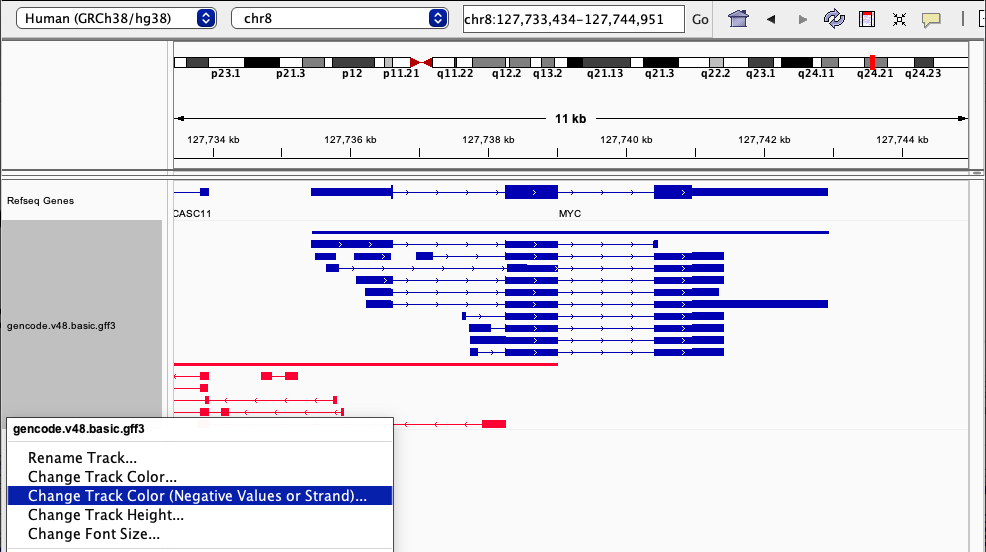 Human (GRCh38/hg38) chr8 chr8:127,733,434-127,744,951 Go
p23.1 p21.3 p12 p11.21 q11.22 q12.2 q13.2 q21.13 q21.3 q22.2 q23.1 q24.11 q24.21 q24.23
11 kb
127,734 kb 127,736 kb 127,738 kb 127,740 kb 127,742 kb 127,744 kb
Refseq Genes
CASC11 MYC
gencode.v48.basic.gff3
gencode.v48.basic.gff3
Rename Track...
Change Track Color...
Change Track Color (Negative Values or Strand)...
Change Track Height...
Change Font Size...